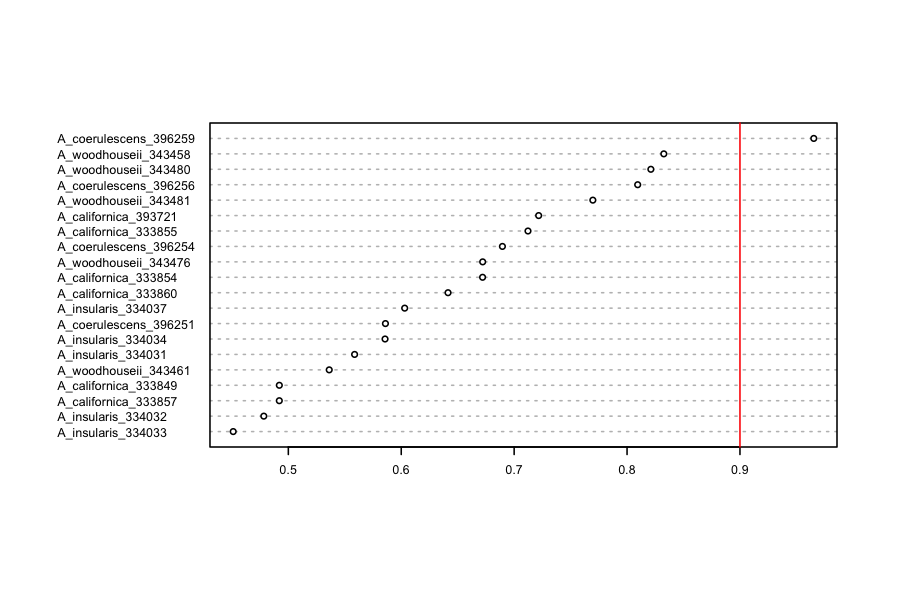 A_coerulescens_396259
A_woodhouseii_343458
A_woodhouseii_343480
A_coerulescens_396256
A_woodhouseii_343481
A_californica_393721
A_californica_333855
A_coerulescens_396254
A_woodhouseii_343476
A_californica_333854
A_californica_333860
A_insularis_334037
A_coerulescens_396251
A_insularis_334034
A_insularis_334031
A_woodhouseii_343461
A_californica_333849
A_californica_333857
A_insularis_334032
A_insularis_334033
0.5 0.6 0.7 0.8 0.9